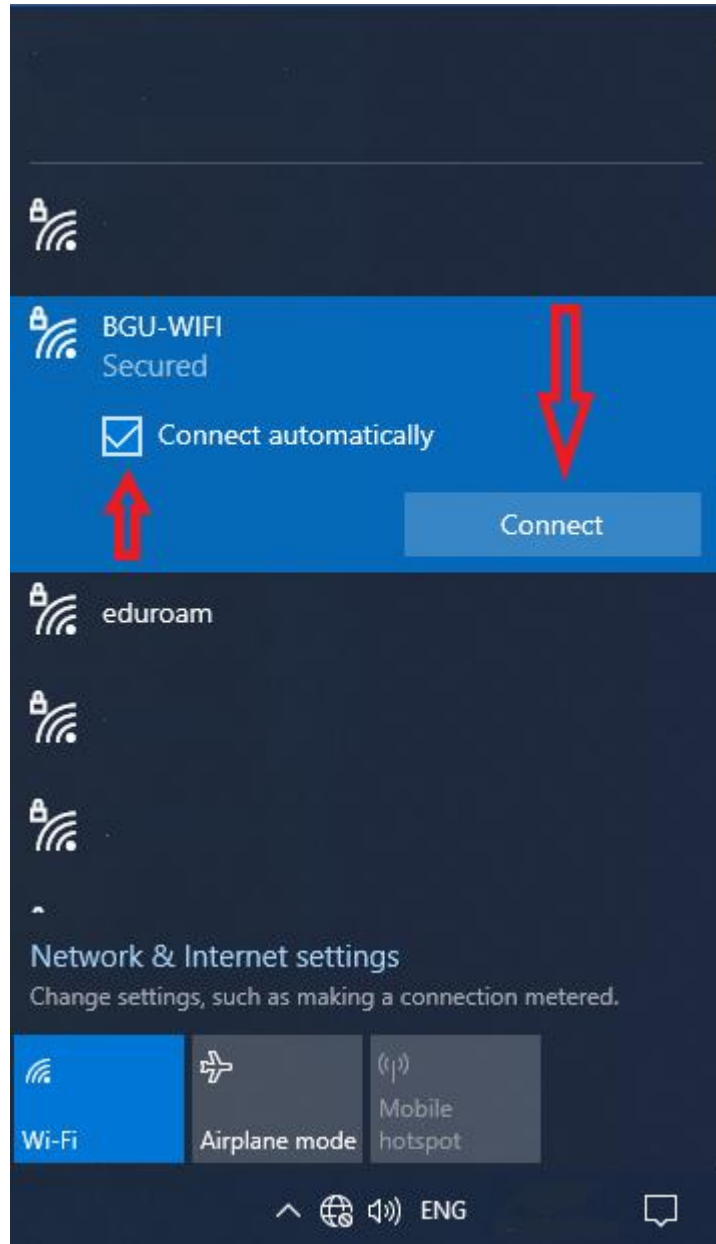 BGU-WIFI
Secured
Connect automatically
Connect
eduroam
Network & Internet settings
Change settings, such as making a connection metered.
Wi-Fi
Airplane mode
Mobile
hotspot
ENG